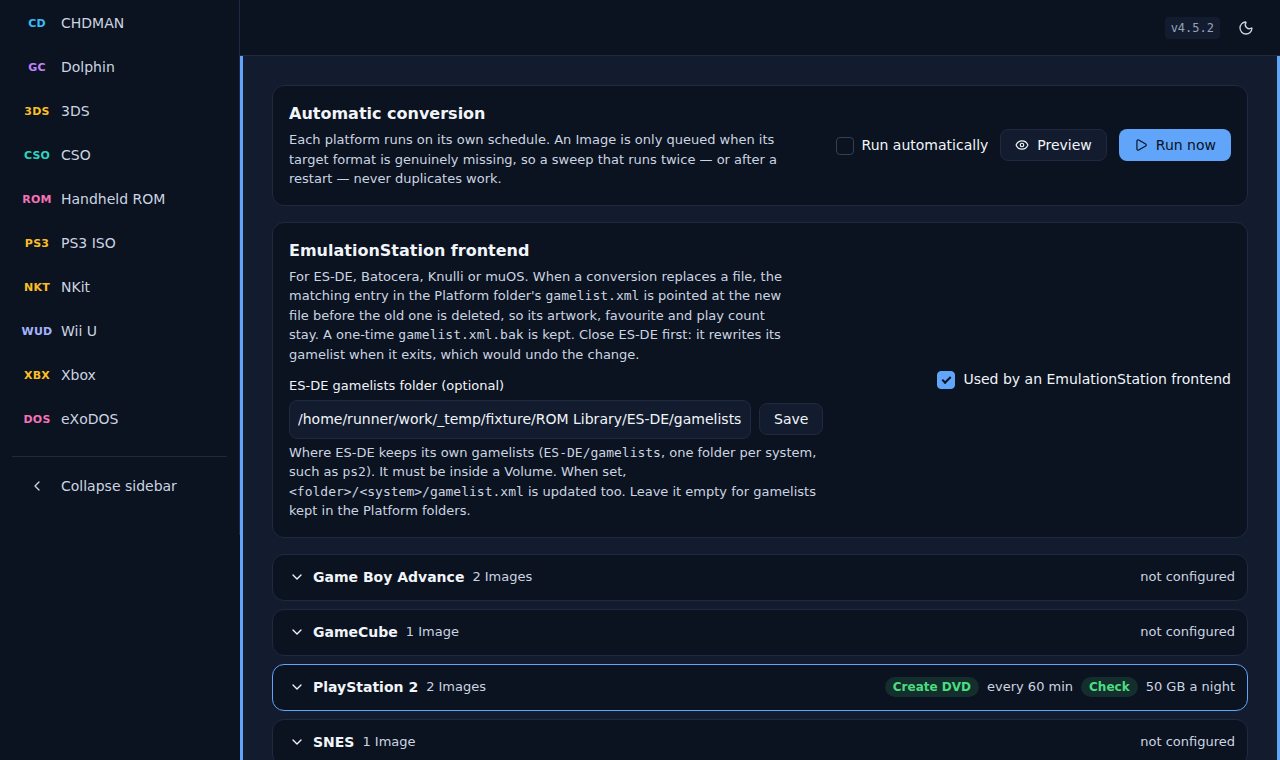 CD CHDMAN
GC Dolphin
3DS 3DS
CSO CSO
ROM Handheld ROM
PS3 PS3 ISO
NKT NKit
WUD Wii U
XBX Xbox
DOS eXoDOS
Collapse sidebar
v4.5.2
Automatic conversion
Each platform runs on its own schedule. An Image is only queued when its
target format is genuinely missing, so a sweep that runs twice — or after a
restart — never duplicates work.
Run automatically
Preview
Run now
EmulationStation frontend
For ES-DE, Batocera, Knulli or muOS. When a conversion replaces a file, the
matching entry in the Platform folder's gamelist.xml is pointed at the new
file before the old one is deleted, so its artwork, favourite and play count
stay. A one-time gamelist.xml.bak is kept. Close ES-DE first: it rewrites its
gamelist when it exits, which would undo the change.
ES-DE gamelists folder (optional)
/home/runner/work/_temp/fixture/ROM Library/ES-DE/gamelists
Save
Where ES-DE keeps its own gamelists (ES-DE/gamelists, one folder per system,
such as ps2). It must be inside a Volume. When set,
<folder>/<system>/gamelist.xml is updated too. Leave it empty for gamelists
kept in the Platform folders.
Used by an EmulationStation frontend
Game Boy Advance 2 Images not configured
GameCube 1 Image not configured
PlayStation 2 2 Images Create DVD every 60 min Check 50 GB a night
SNES 1 Image not configured